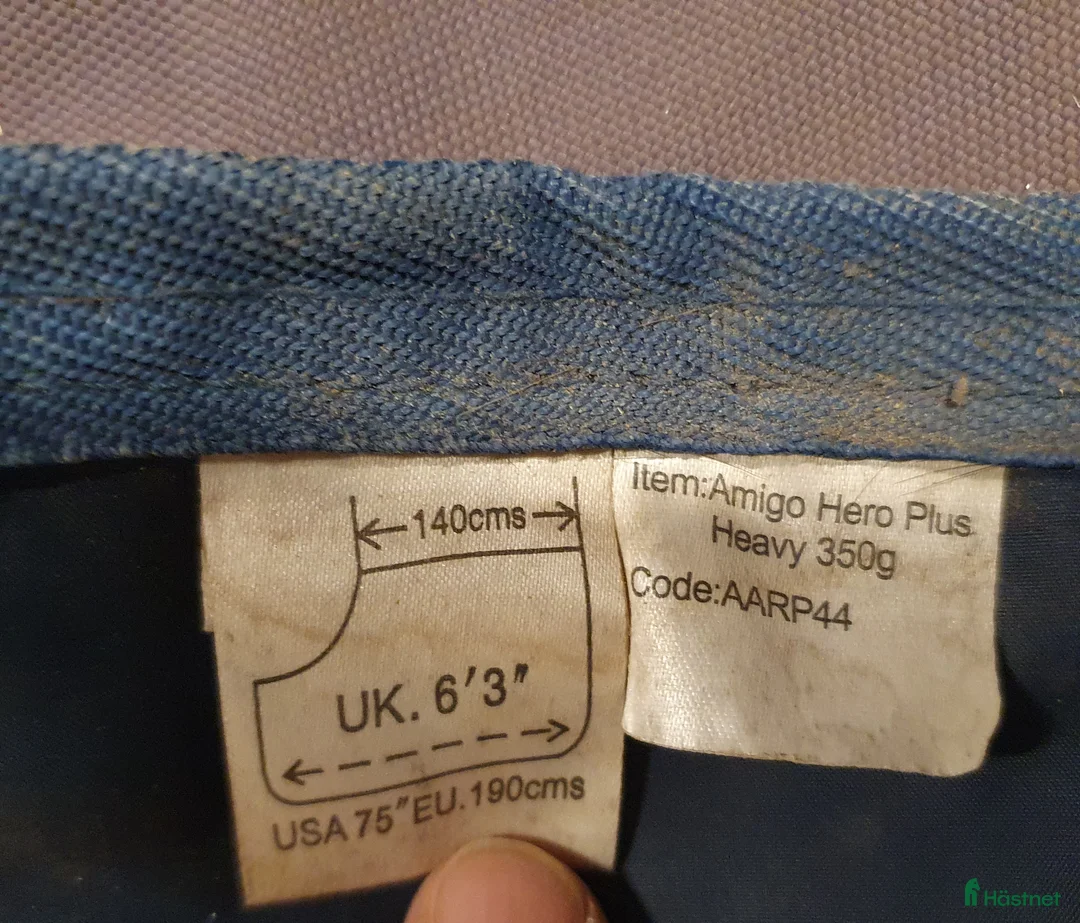 140cms
UK. 6'3"
USA 75"EU.190cms
Item:Amigo Hero Plus
Heavy 350g
Code:AARP44
Hästnet